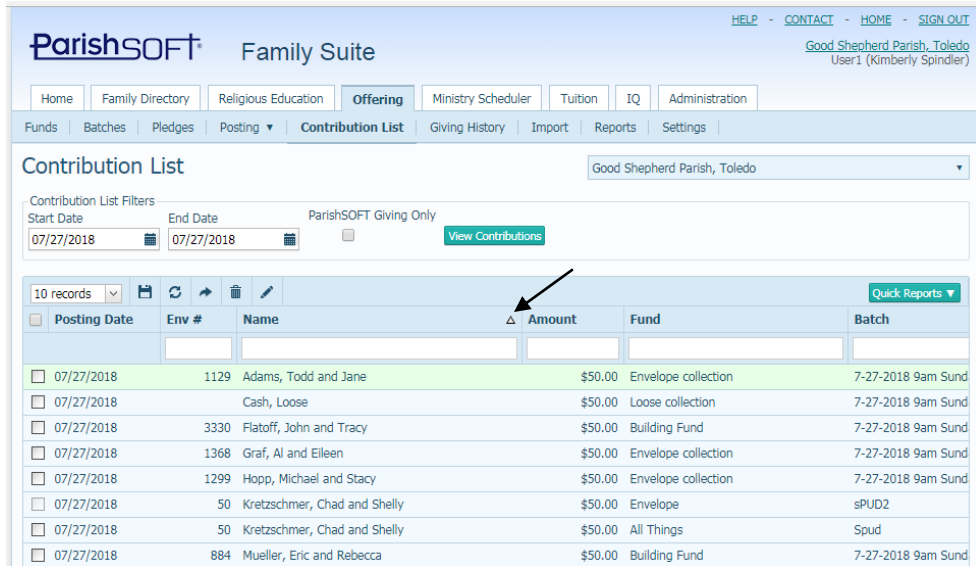 HELP - CONTACT - HOME - SIGN OUT
ParishSOFT Family Suite
Good Shepherd Parish, Toledo
User1 (Kimberly Spindler)
Home Family Directory Religious Education Offering Ministry Scheduler Tuition IQ Administration
Funds Batches Pledges Posting ▼ Contribution List Giving History Import Reports Settings
Contribution List
Good Shepherd Parish, Toledo
Contribution List Filters
Start Date End Date ParishSOFT Giving Only
07/27/2018 07/27/2018 View Contributions
10 records Quick Reports ▼
Posting Date Env # Name Amount Fund Batch
07/27/2018 1129 Adams, Todd and Jane $50.00 Envelope collection 7-27-2018 9am Sund
07/27/2018 Cash, Loose $50.00 Loose collection 7-27-2018 9am Sund
07/27/2018 3330 Flatoff, John and Tracy $50.00 Building Fund 7-27-2018 9am Sund
07/27/2018 1368 Graf, Al and Eileen $50.00 Envelope collection 7-27-2018 9am Sund
07/27/2018 1299 Hopp, Michael and Stacy $50.00 Envelope collection 7-27-2018 9am Sund
07/27/2018 50 Kretzschmer, Chad and Shelly $50.00 Envelope sPUD2
07/27/2018 50 Kretzschmer, Chad and Shelly $50.00 All Things Spud
07/27/2018 884 Mueller, Eric and Rebecca $50.00 Building Fund 7-27-2018 9am Sund